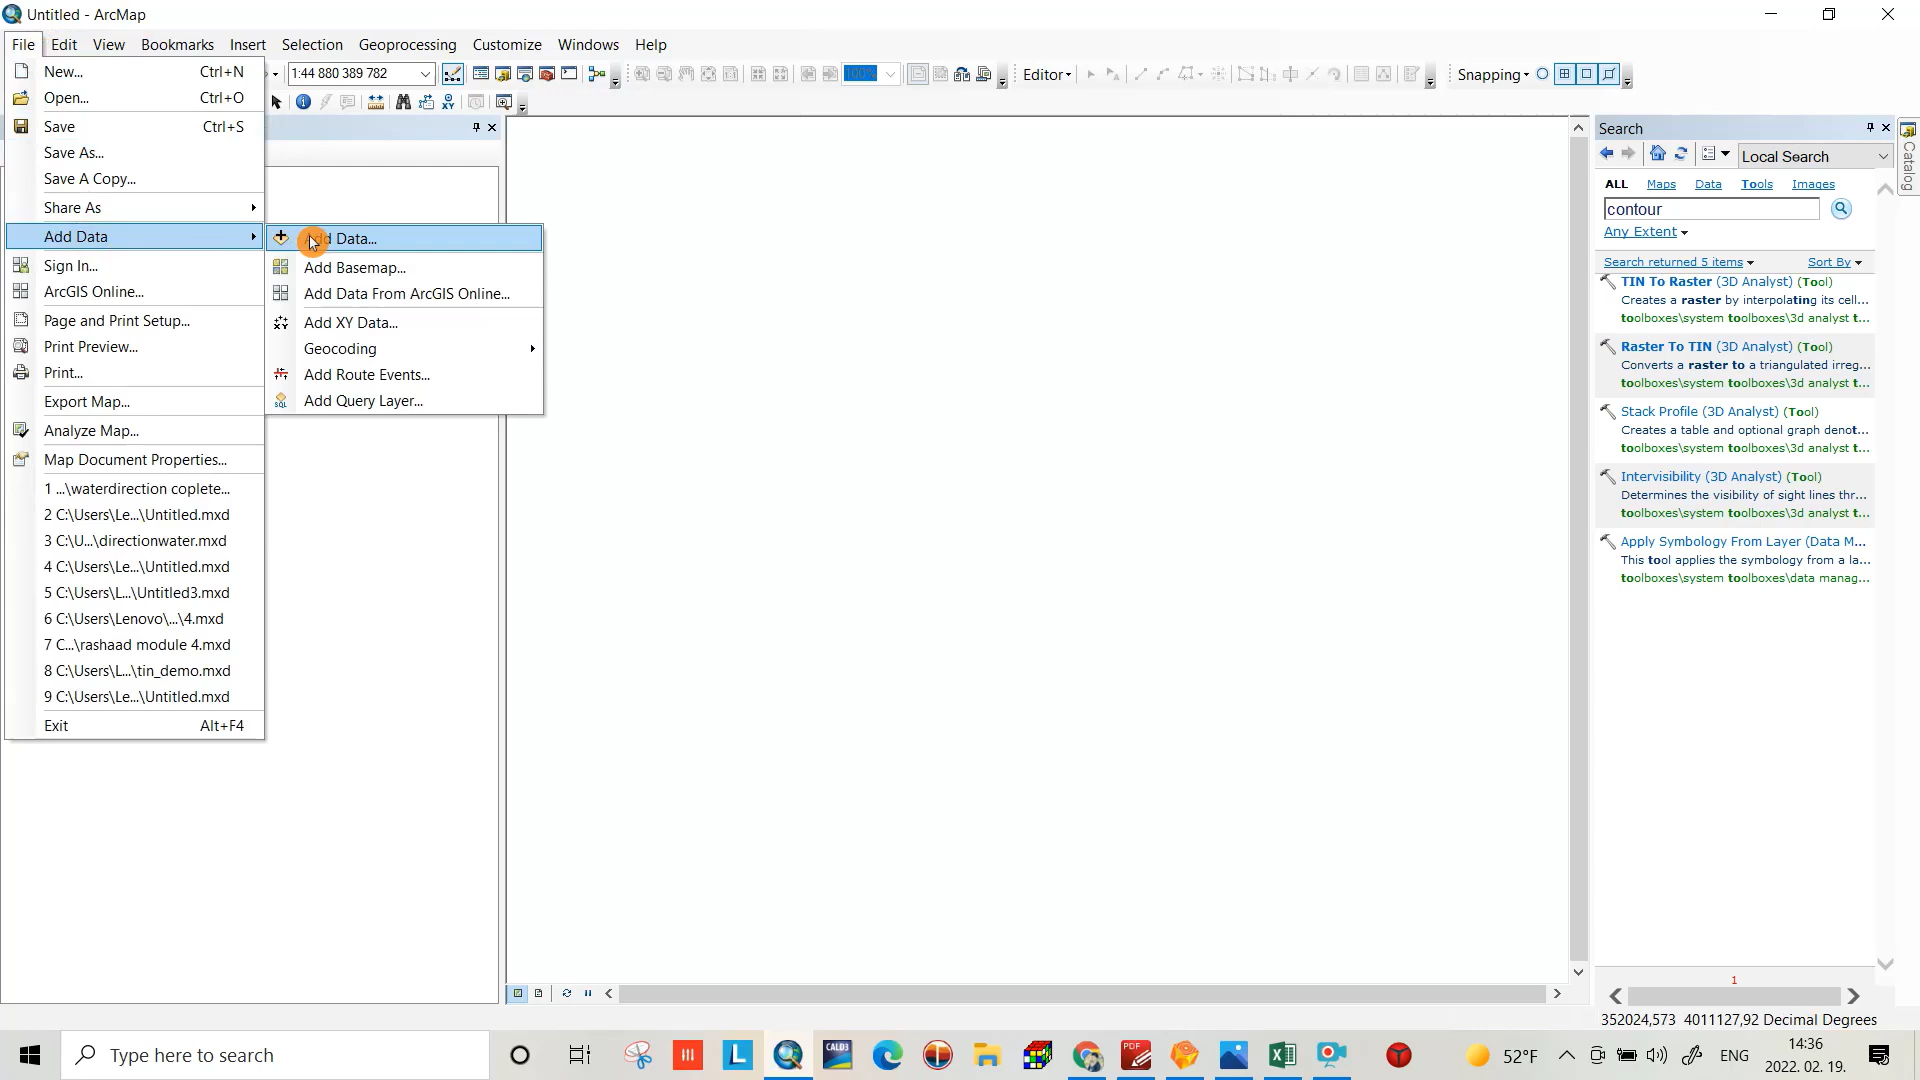 Untitled - ArcMap
File Edit View Bookmarks Insert Selection Geoprocessing Customize Windows Help
1:44 880 389 782
100%
Editor
Snapping
New... Ctrl+N
Open... Ctrl+O
Save Ctrl+S
Save As...
Save A Copy...
Share As
Add Data
Sign In...
ArcGIS Online...
Page and Print Setup...
Print Preview...
Print...
Export Map...
Analyze Map...
Map Document Properties...
1 ...\waterdirection coplete...
2 C:\Users\Le...\Untitled.mxd
3 C:\U...\directionwater.mxd
4 C:\Users\Le...\Untitled.mxd
5 C:\Users\L...\Untitled3.mxd
6 C:\Users\Lenovo\...\4.mxd
7 C...\rashaad module 4.mxd
8 C:\Users\L...\tin_demo.mxd
9 C:\Users\Le...\Untitled.mxd
Exit Alt+F4
Data...
Add Basemap...
Add Data From ArcGIS Online...
Add XY Data...
Geocoding
Add Route Events...
SQL Add Query Layer...
Search
Local Search
ALL Maps Data Tools Images
contour
Any Extent
Search returned 5 items Sort By
TIN To Raster (3D Analyst) (Tool)
Creates a raster by interpolating its cell...
toolboxes\system toolboxes\3d analyst t...
Raster To TIN (3D Analyst) (Tool)
Converts a raster to a triangulated irreg...
toolboxes\system toolboxes\3d analyst t...
Stack Profile (3D Analyst) (Tool)
Creates a table and optional graph denot...
toolboxes\system toolboxes\3d analyst t...
Intervisibility (3D Analyst) (Tool)
Determines the visibility of sight lines thr...
toolboxes\system toolboxes\3d analyst t...
Apply Symbology From Layer (Data M...
This tool applies the symbology from a la...
toolboxes\system toolboxes\data manag...
1
Catalog
352024,573 4011127,92 Decimal Degrees
Type here to search
L
CALD3
PDF
52°F
ENG
14:36
2022. 02. 19.